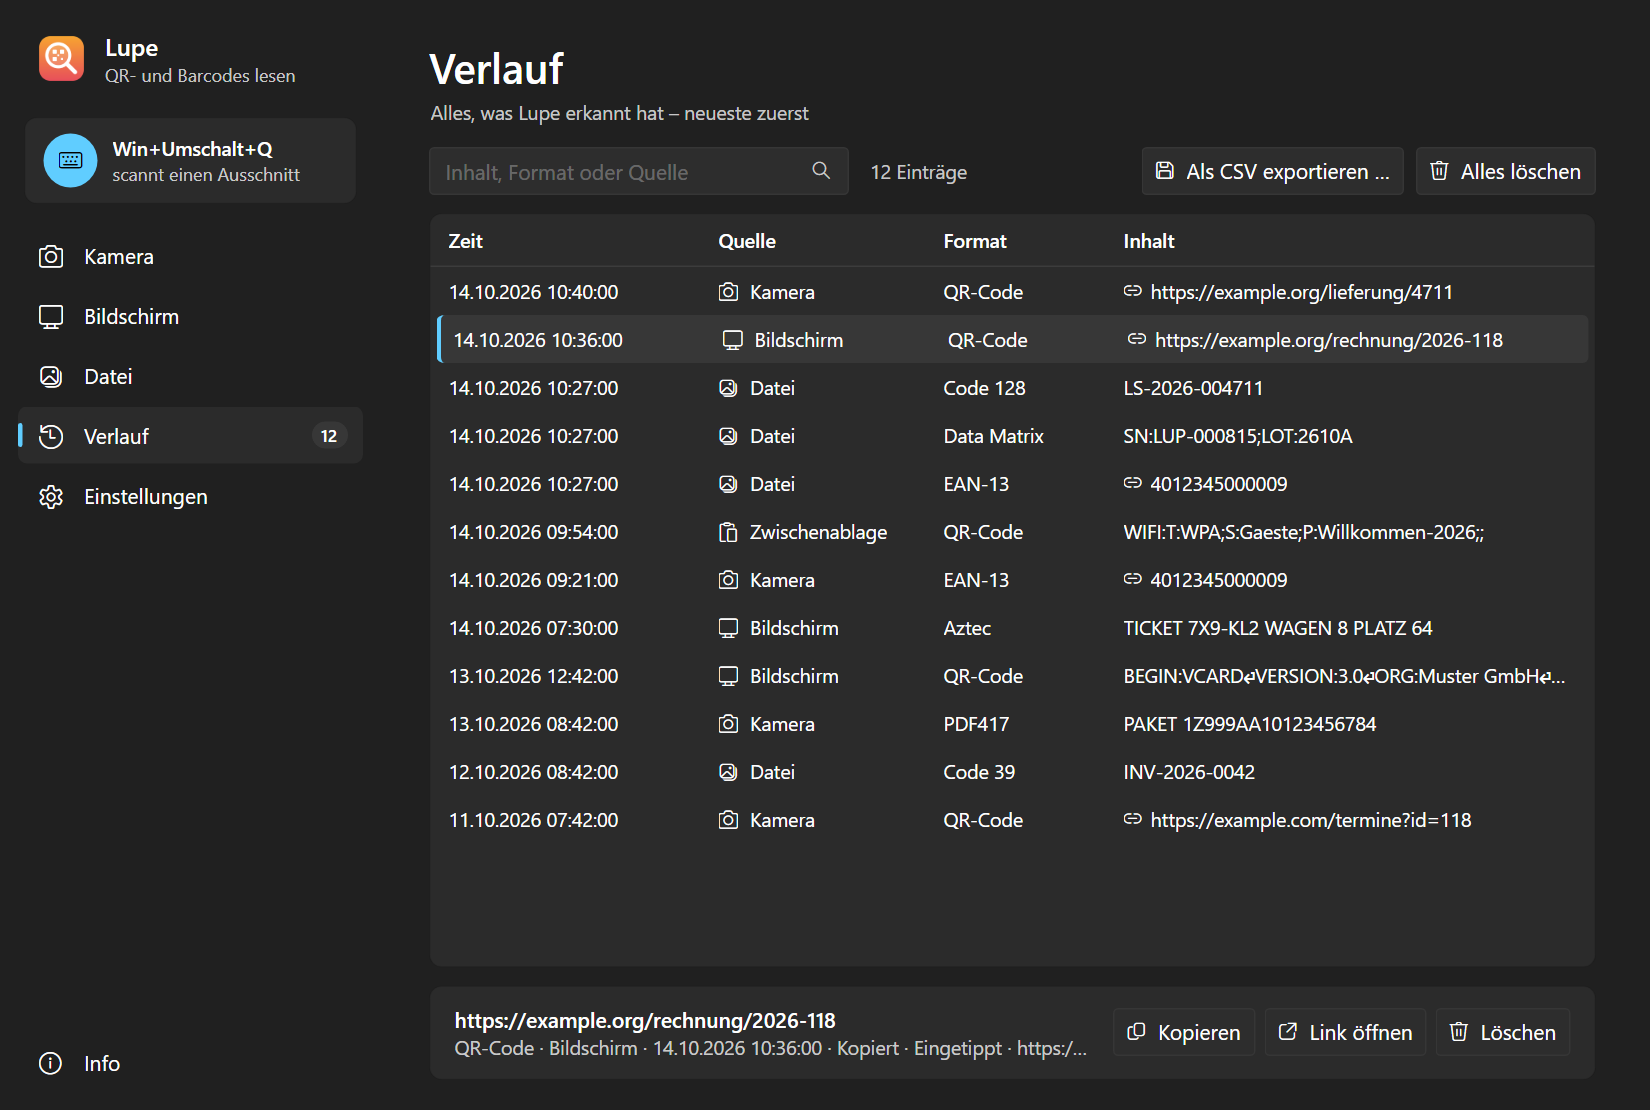 Lupe
QR- und Barcodes lesen
Win+Umschalt+Q
scannt einen Ausschnitt
Kamera
Bildschirm
Datei
Verlauf 12
Einstellungen
Info
Verlauf
Alles, was Lupe erkannt hat – neueste zuerst
Inhalt, Format oder Quelle 12 Einträge Als CSV exportieren ... Alles löschen
Zeit Quelle Format Inhalt
14.10.2026 10:40:00 Kamera QR-Code https://example.org/lieferung/4711
14.10.2026 10:36:00 Bildschirm QR-Code https://example.org/rechnung/2026-118
14.10.2026 10:27:00 Datei Code 128 LS-2026-004711
14.10.2026 10:27:00 Datei Data Matrix SN:LUP-000815;LOT:2610A
14.10.2026 10:27:00 Datei EAN-13 4012345000009
14.10.2026 09:54:00 Zwischenablage QR-Code WIFI:T:WPA;S:Gaeste;P:Willkommen-2026;;
14.10.2026 09:21:00 Kamera EAN-13 4012345000009
14.10.2026 07:30:00 Bildschirm Aztec TICKET 7X9-KL2 WAGEN 8 PLATZ 64
13.10.2026 12:42:00 Bildschirm QR-Code BEGIN:VCARD⏎VERSION:3.0⏎ORG:Muster GmbH⏎...
13.10.2026 08:42:00 Kamera PDF417 PAKET 1Z999AA10123456784
12.10.2026 08:42:00 Datei Code 39 INV-2026-0042
11.10.2026 07:42:00 Kamera QR-Code https://example.com/termine?id=118
https://example.org/rechnung/2026-118
QR-Code · Bildschirm · 14.10.2026 10:36:00 · Kopiert · Eingetippt · https:/...
Kopieren Link öffnen Löschen